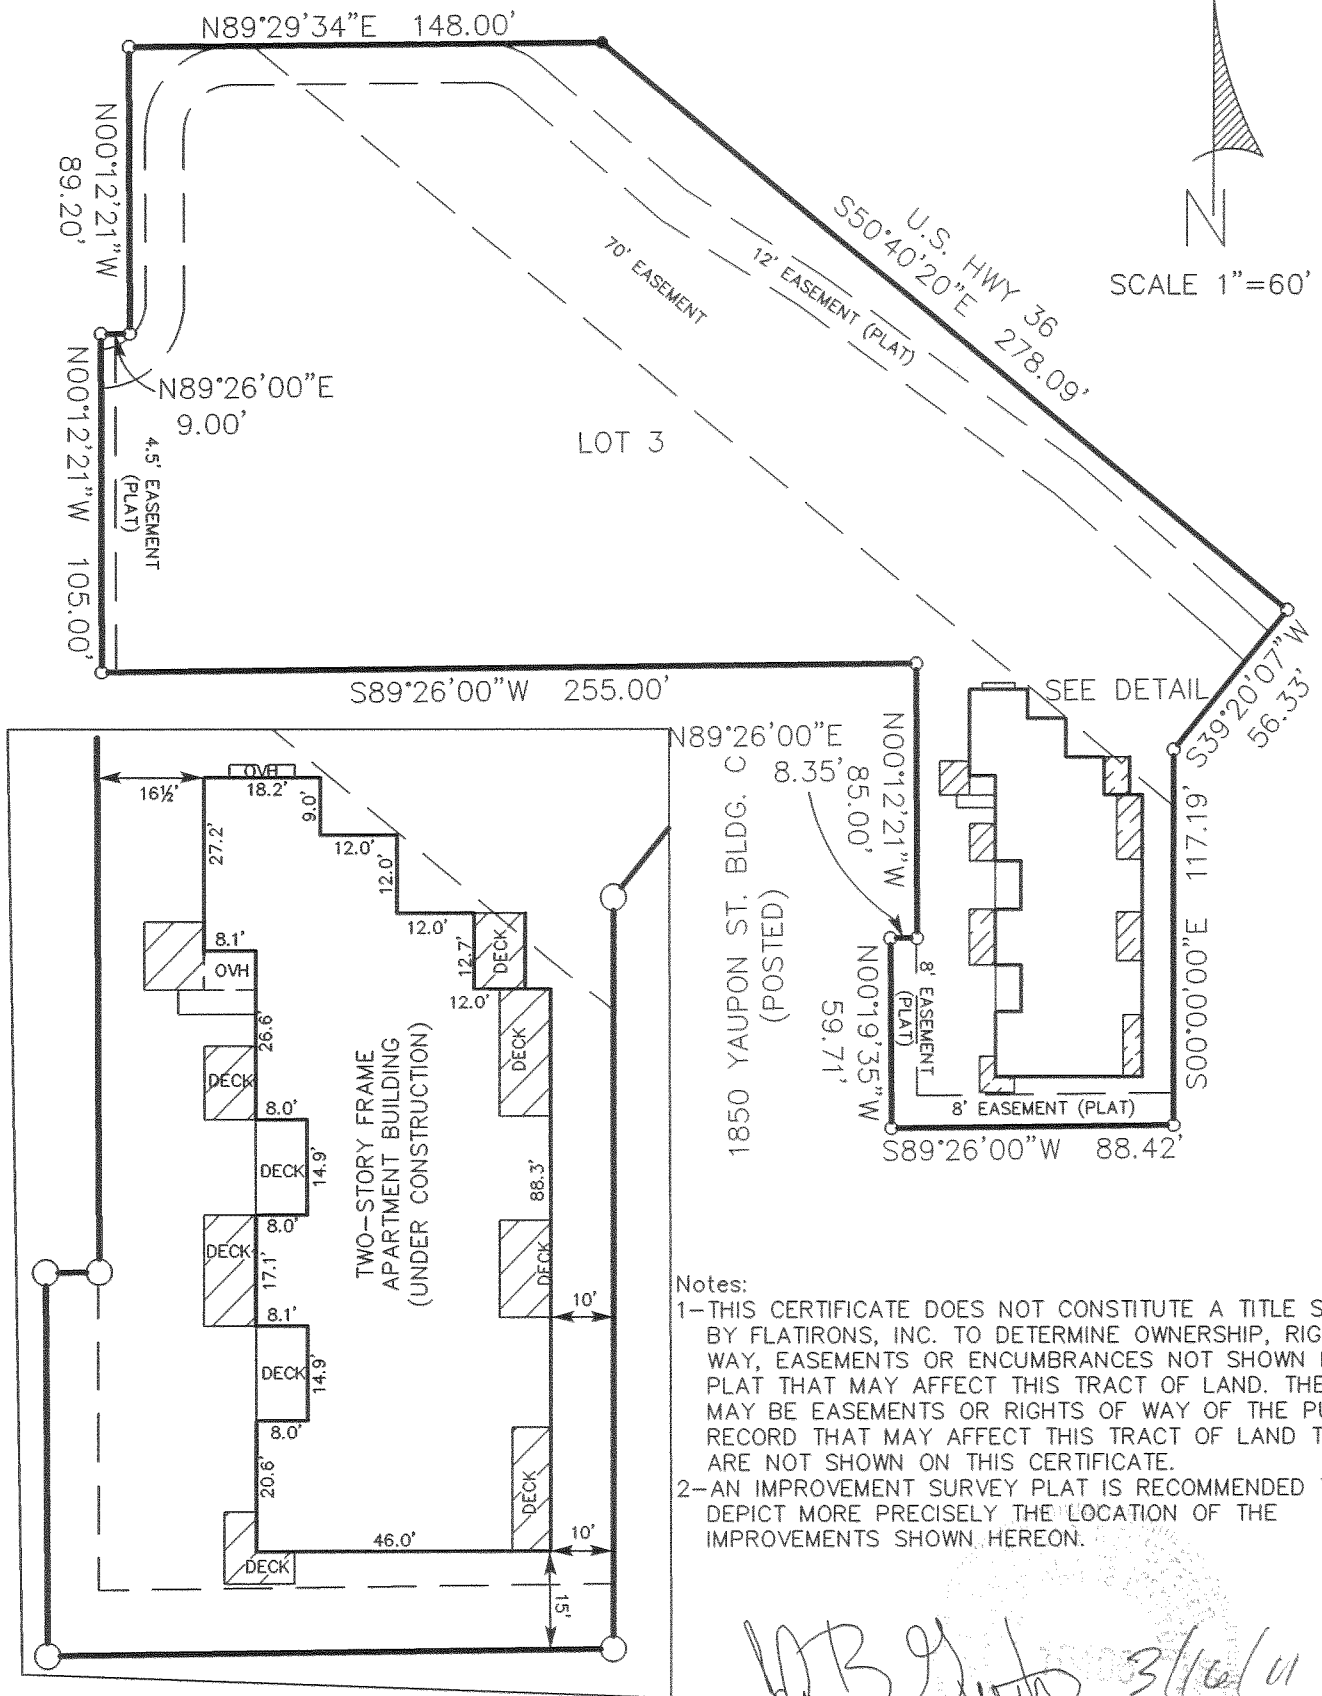 N89°29'34"E 148.00'
N00°12'21"W
89.20'
N
SCALE 1"=60'
U.S. HWY 36
S50°40'20"E 278.09'
70' EASEMENT
12' EASEMENT (PLAT)
N89°26'00"E
9.00'
LOT 3
N00°12'21"W 105.00'
4.5' EASEMENT
(PLAT)
S89°26'00"W 255.00'
SEE DETAIL
S39°20'07"W
56.33'
N89°26'00"E
8.35'
N00°12'21"W
85.00'
1850 YAUPON ST. BLDG. C
(POSTED)
S00°00'00"E 117.19'
8' EASEMENT
(PLAT)
N00°19'35"W
59.71'
8' EASEMENT (PLAT)
S89°26'00"W 88.42'
16½'
OVH
18.2'
9.0'
27.2'
12.0'
12.0'
12.0'
12.7'
DECK
12.0'
8.1'
OVH
26.6'
DECK
DECK
8.0'
DECK
14.9'
8.0'
DECK
17.1'
8.1'
DECK
14.9'
8.0'
20.6'
TWO-STORY FRAME
APARTMENT BUILDING
(UNDER CONSTRUCTION)
88.3'
DECK
10'
DECK
46.0'
10'
DECK
15'
Notes:
1-THIS CERTIFICATE DOES NOT CONSTITUTE A TITLE S
BY FLATIRONS, INC. TO DETERMINE OWNERSHIP, RIG
WAY, EASEMENTS OR ENCUMBRANCES NOT SHOWN
PLAT THAT MAY AFFECT THIS TRACT OF LAND. THE
MAY BE EASEMENTS OR RIGHTS OF WAY OF THE PU
RECORD THAT MAY AFFECT THIS TRACT OF LAND T
ARE NOT SHOWN ON THIS CERTIFICATE.
2-AN IMPROVEMENT SURVEY PLAT IS RECOMMENDED
DEPICT MORE PRECISELY THE LOCATION OF THE
IMPROVEMENTS SHOWN HEREON.
3/16/11